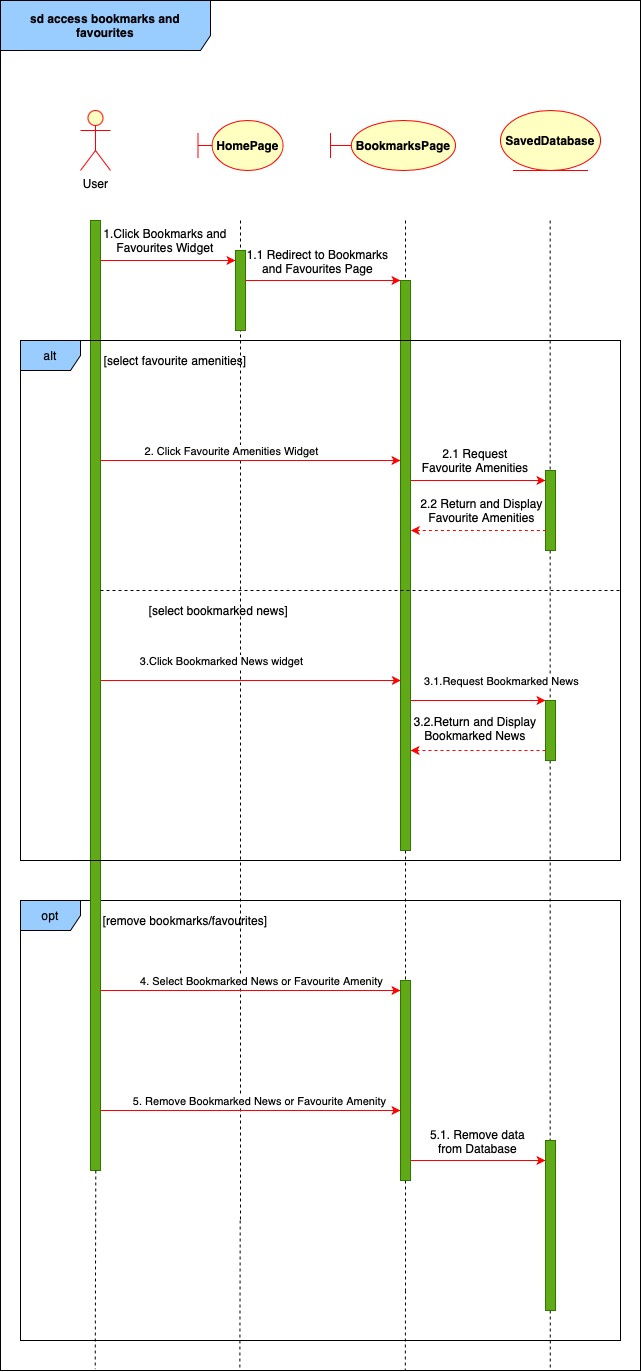 sd access bookmarks and
favourites
User
HomePage
BookmarksPage
SavedDatabase
1.Click Bookmarks and
Favourites Widget
1.1 Redirect to Bookmarks
and Favourites Page
alt
[select favourite amenities]
2. Click Favourite Amenities Widget
2.1 Request
Favourite Amenities
2.2 Return and Display
Favourite Amenities
[select bookmarked news]
3.Click Bookmarked News widget
3.1.Request Bookmarked News
3.2.Return and Display
Bookmarked News
opt
[remove bookmarks/favourites]
4. Select Bookmarked News or Favourite Amenity
5. Remove Bookmarked News or Favourite Amenity
5.1. Remove data
from Database